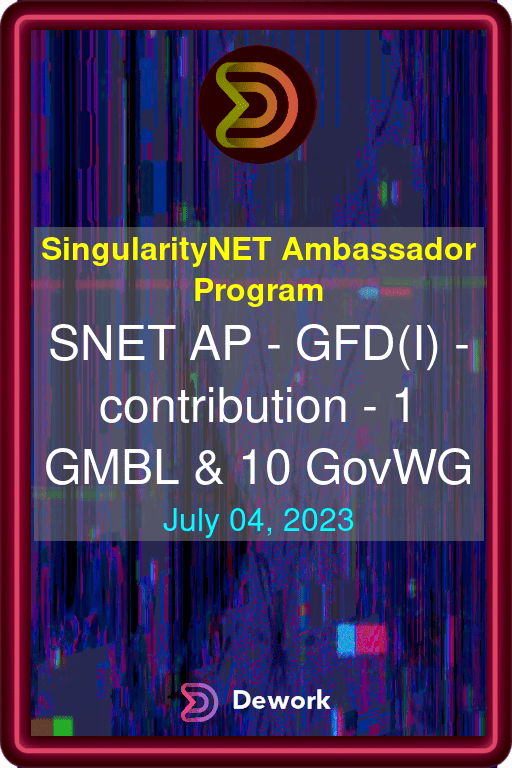 SingularityNET Ambassador
Program
SNET AP - GFD(I) -
contribution - 1
GMBL & 10 GovWG
July 04, 2023
Dework